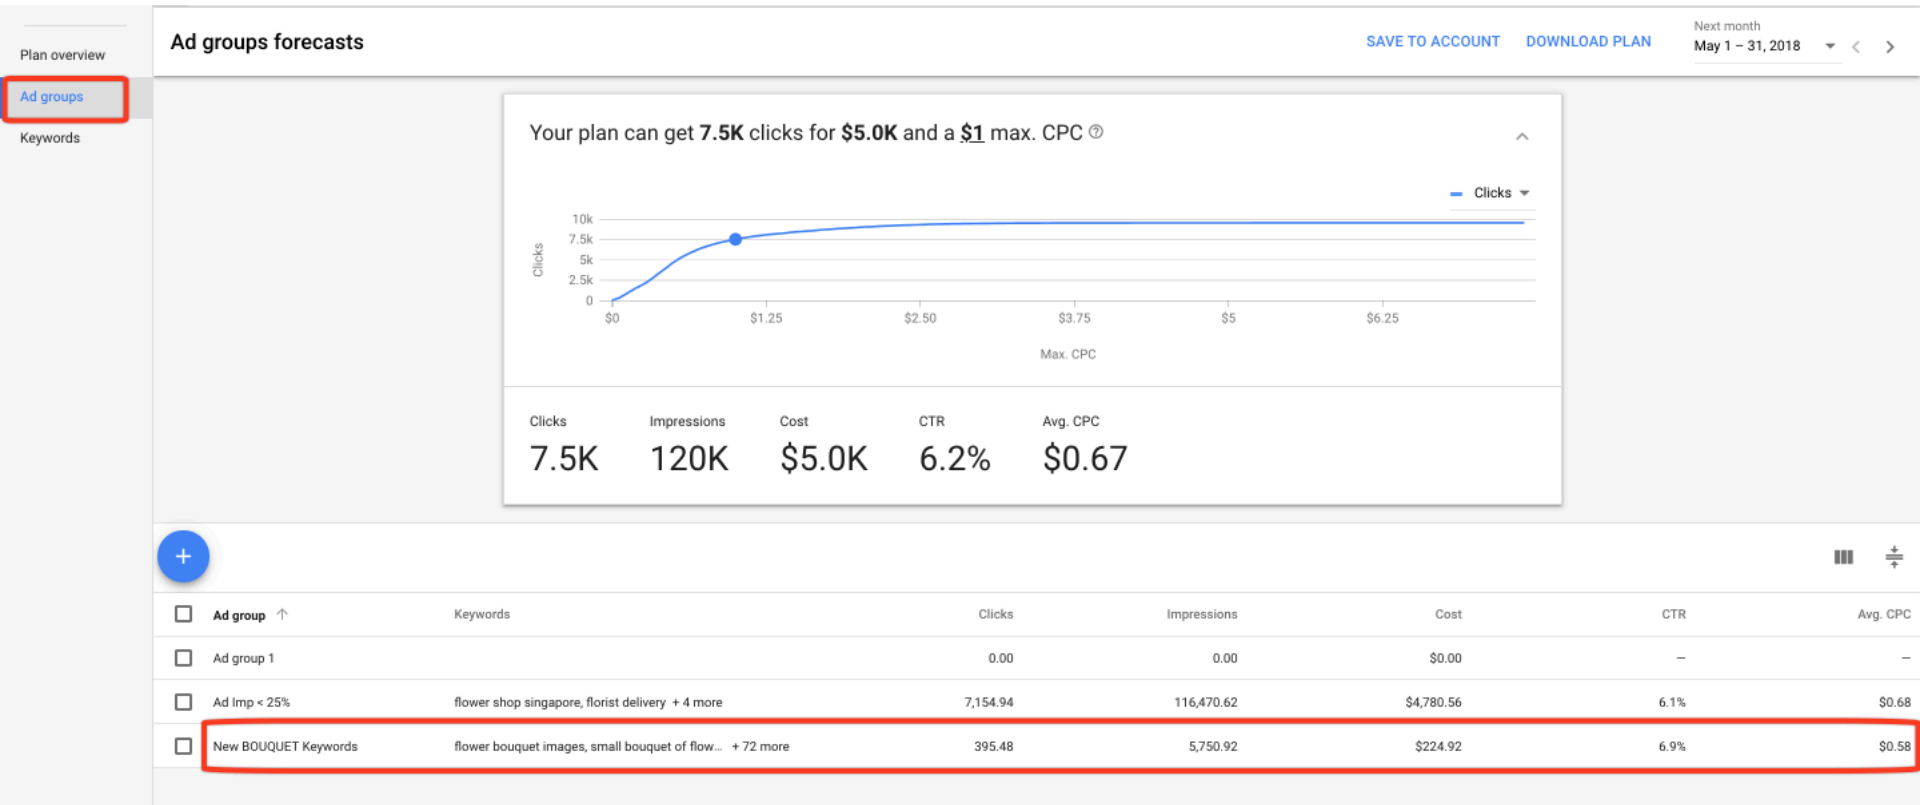 Plan overview
Ad groups
Keywords
Ad groups forecasts
SAVE TO ACCOUNT DOWNLOAD PLAN
Next month
May 1 – 31, 2018
Your plan can get 7.5K clicks for $5.0K and a $1 max. CPC
Clicks
10k
7.5k
5k
2.5k
0
Clicks
$0 $1.25 $2.50 $3.75 $5 $6.25
Max. CPC
Clicks Impressions Cost CTR Avg. CPC
7.5K 120K $5.0K 6.2% $0.67
Ad group Keywords Clicks Impressions Cost CTR Avg. CPC
Ad group 1 0.00 0.00 $0.00 – –
Ad Imp < 25% flower shop singapore, florist delivery + 4 more 7,154.94 116,470.62 $4,780.56 6.1% $0.68
New BOUQUET Keywords flower bouquet images, small bouquet of flow... + 72 more 395.48 5,750.92 $224.92 6.9% $0.58